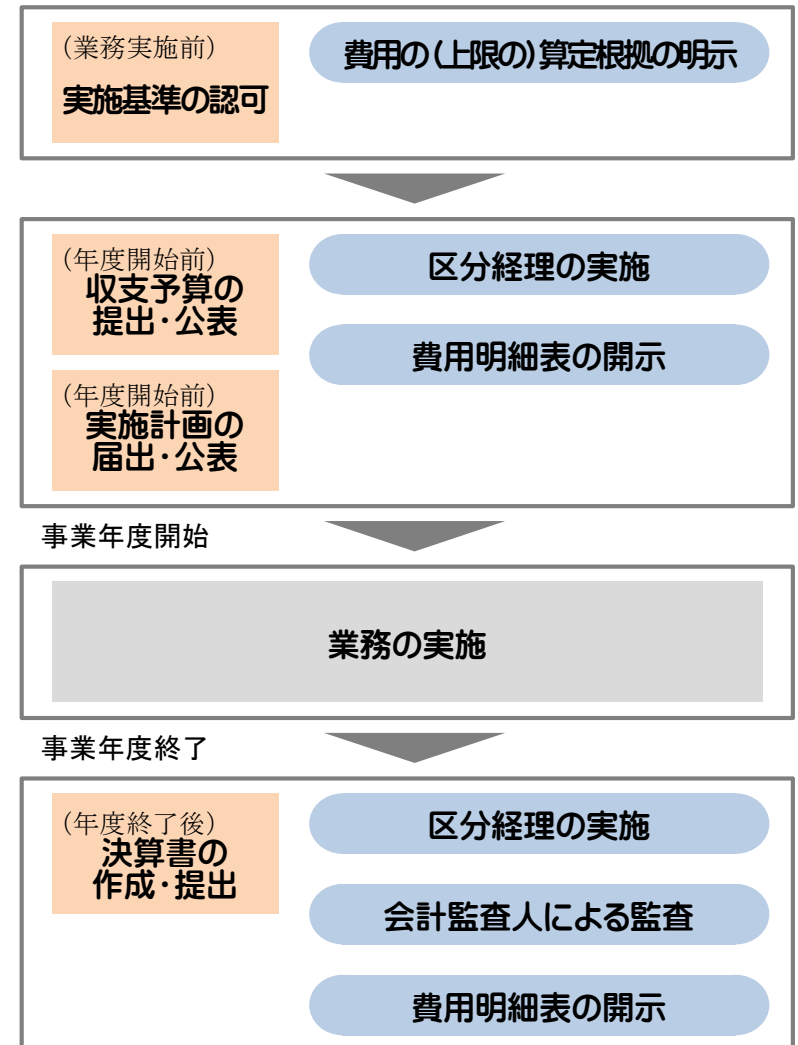 (業務実施前)
実施基準の認可
費用の(上限の)算定根拠の明示
(年度開始前)
収支予算の
提出・公表
(年度開始前)
実施計画の
届出・公表
区分経理の実施
費用明細表の開示
事業年度開始
業務の実施
事業年度終了
(年度終了後)
決算書の
作成・提出
区分経理の実施
会計監査人による監査
費用明細表の開示